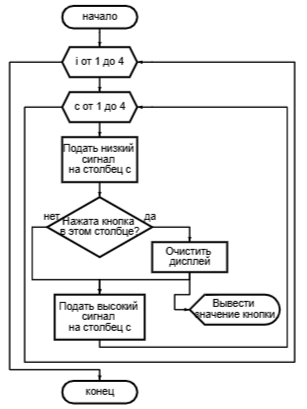 начало
i от 1 до 4
c от 1 до 4
Подать низкий
сигнал
на столбец c
нет
да
Нажата кнопка
в этом столбце?
Очистить
дисплей
Подать высокий
сигнал
на столбец c
Вывести
значение кнопки
конец